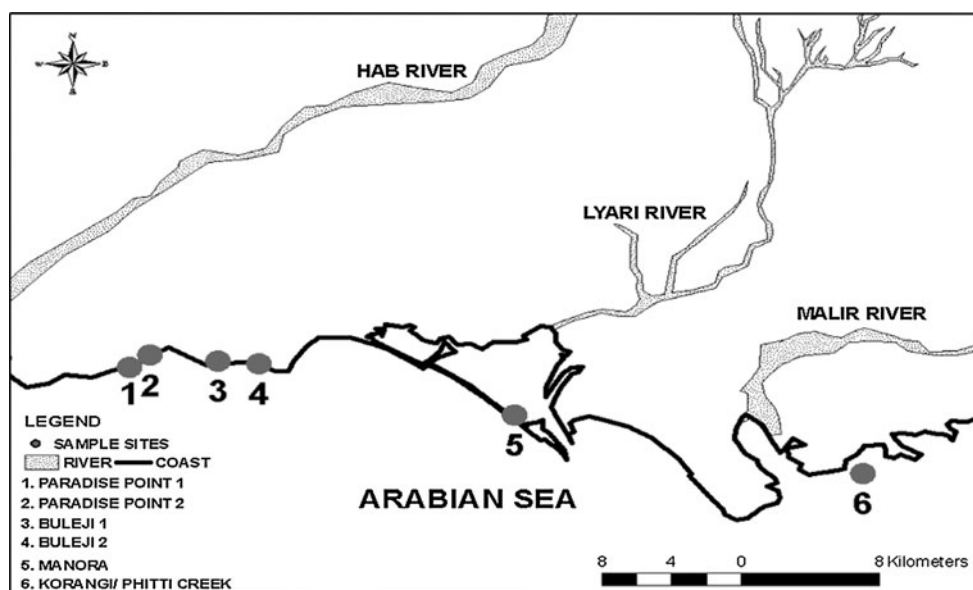 N
W E
S
HAB RIVER
LYARI RIVER
MALIR RIVER
1 2 3 4
5
6
LEGEND
SAMPLE SITES
RIVER COAST
1. PARADISE POINT 1
2. PARADISE POINT 2
3. BULEJI 1
4. BULEJI 2
5. MANORA
6. KORANGI/ PHITTI CREEK
ARABIAN SEA
8 4 0 8 Kilometers